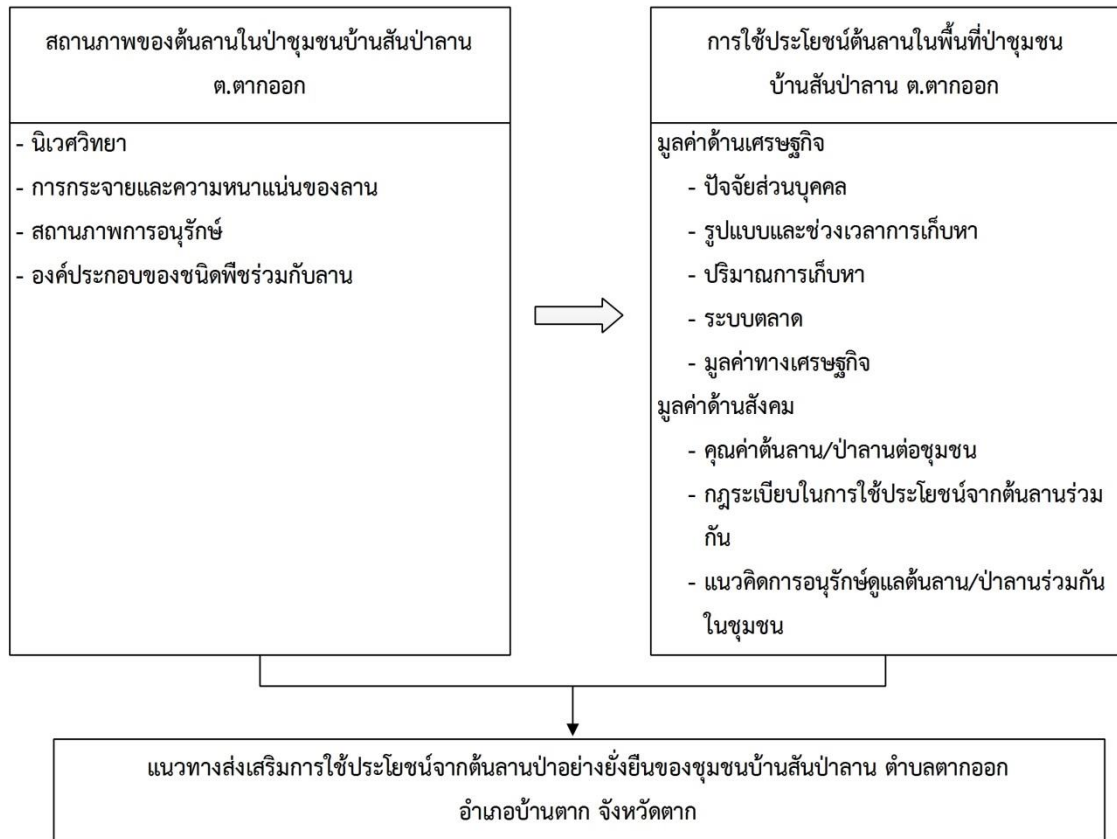 สถานภาพของต้นลานในป่าชุมชนบ้านสันป่าลาน
ต.ตากออก
- นิเวศวิทยา
- การกระจายและความหนาแน่นของลาน
- สถานภาพการอนุรักษ์
- องค์ประกอบของชนิดพืชร่วมกับลาน
การใช้ประโยชน์ต้นลานในพื้นที่ป่าชุมชน
บ้านสันป่าลาน ต.ตากออก
มูลค่าด้านเศรษฐกิจ
- ปัจจัยส่วนบุคคล
- รูปแบบและช่วงเวลาการเก็บหา
- ปริมาณการเก็บหา
- ระบบตลาด
- มูลค่าทางเศรษฐกิจ
มูลค่าด้านสังคม
- คุณค่าต้นลาน/ป่าลานต่อชุมชน
- กฎระเบียบในการใช้ประโยชน์จากต้นลานร่วม
กัน
- แนวคิดการอนุรักษ์ดูแลต้นลาน/ป่าลานร่วมกัน
ในชุมชน
แนวทางส่งเสริมการใช้ประโยชน์จากต้นลานป่าอย่างยั่งยืนของชุมชนบ้านสันป่าลาน ตำบลตากออก
อำเภอบ้านตาก จังหวัดตาก